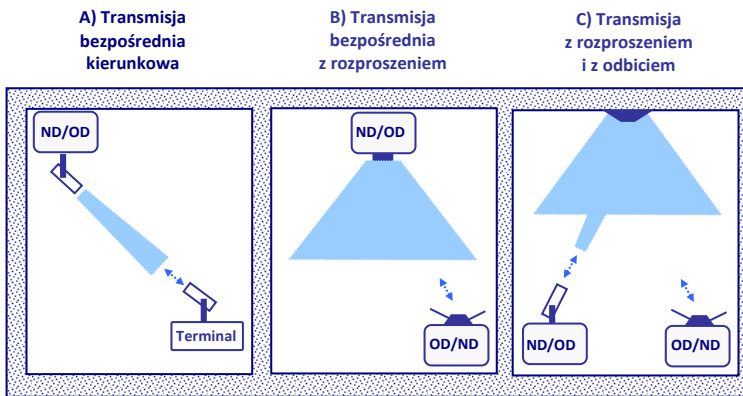 A) Transmisja
bezpośrednia
kierunkowa
B) Transmisja
bezpośrednia
z rozproszeniem
C) Transmisja
z rozproszeniem
i z odbiciem
ND/OD
Terminal
ND/OD
OD/ND
ND/OD
OD/ND